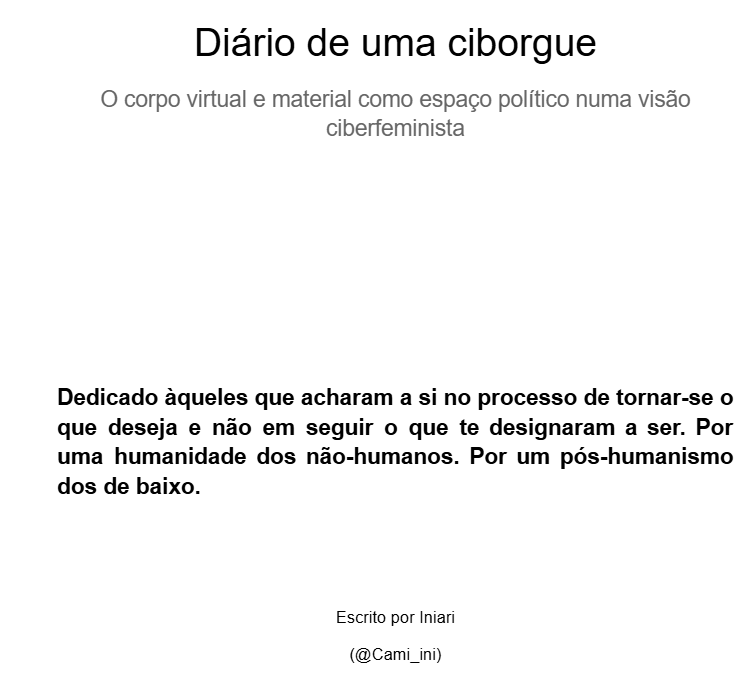 Diário de uma ciborgue
O corpo virtual e material como espaço político numa visão
ciberfeminista
Dedicado àqueles que acharam a si no processo de tornar-se o
que deseja e não em seguir o que te designaram a ser. Por
uma humanidade dos não-humanos. Por um pós-humanismo
dos de baixo.
Escrito por Iniari
(@Cami_ini)